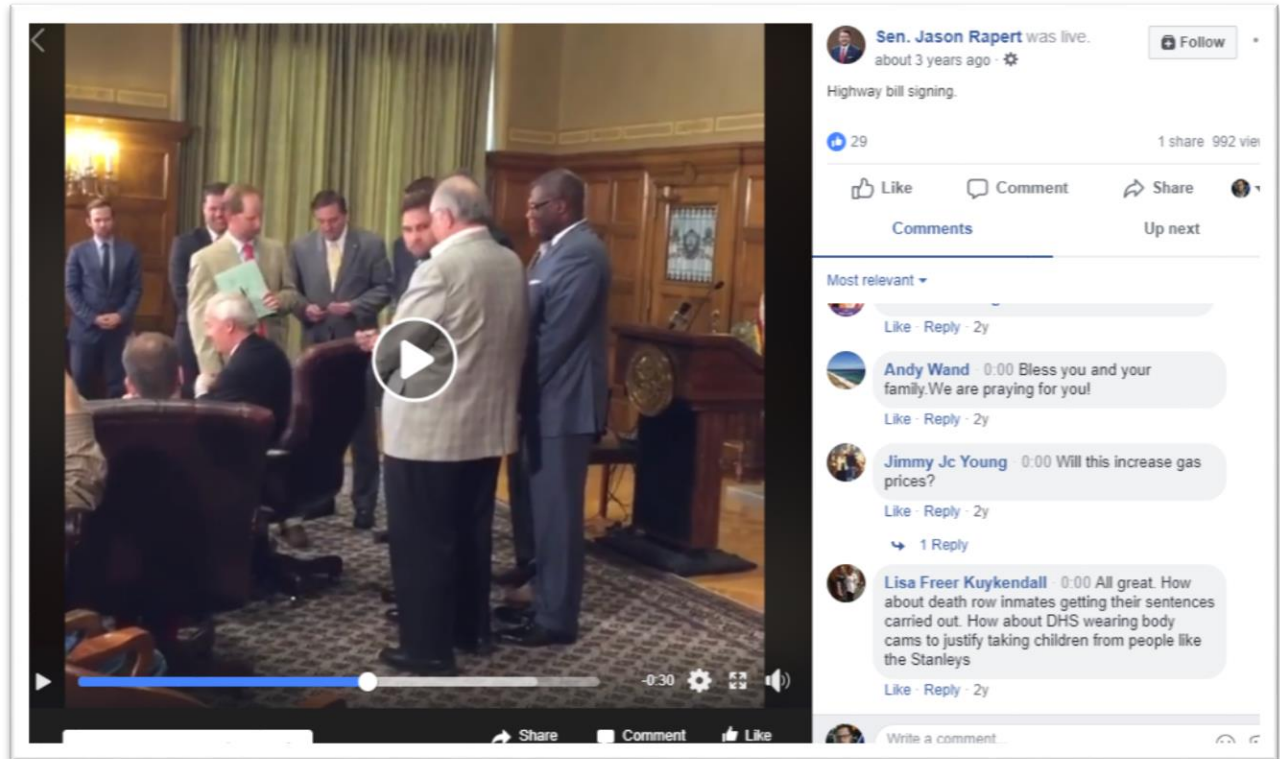 Sen. Jason Rapert was live.
about 3 years ago ·
Follow
Highway bill signing.
29
1 share 992
Like
Comment
Share
Comments
Up next
Most relevant
Like · Reply · 2y
Andy Wand · 0:00 Bless you and your
family.We are praying for you!
Like · Reply · 2y
Jimmy Jc Young · 0:00 Will this increase gas
prices?
Like · Reply · 2y
1 Reply
Lisa Freer Kuykendall · 0:00 All great. How
about death row inmates getting their sentences
carried out. How about DHS wearing body
cams to justify taking children from people like
the Stanleys
Like · Reply · 2y
Write a comment...
-0:30
Share
Comment
Like